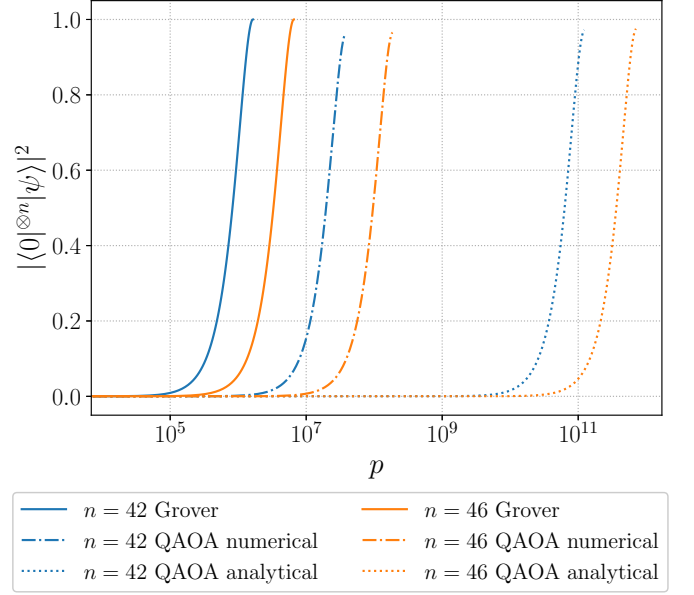 1.0
0.8
0.6
0.4
0.2
0.0
|⟨0|^{⊗n}|ψ⟩|^2
10^5
10^7
10^9
10^{11}
p
n = 42 Grover
n = 46 Grover
n = 42 QAOA numerical
n = 46 QAOA numerical
n = 42 QAOA analytical
n = 46 QAOA analytical